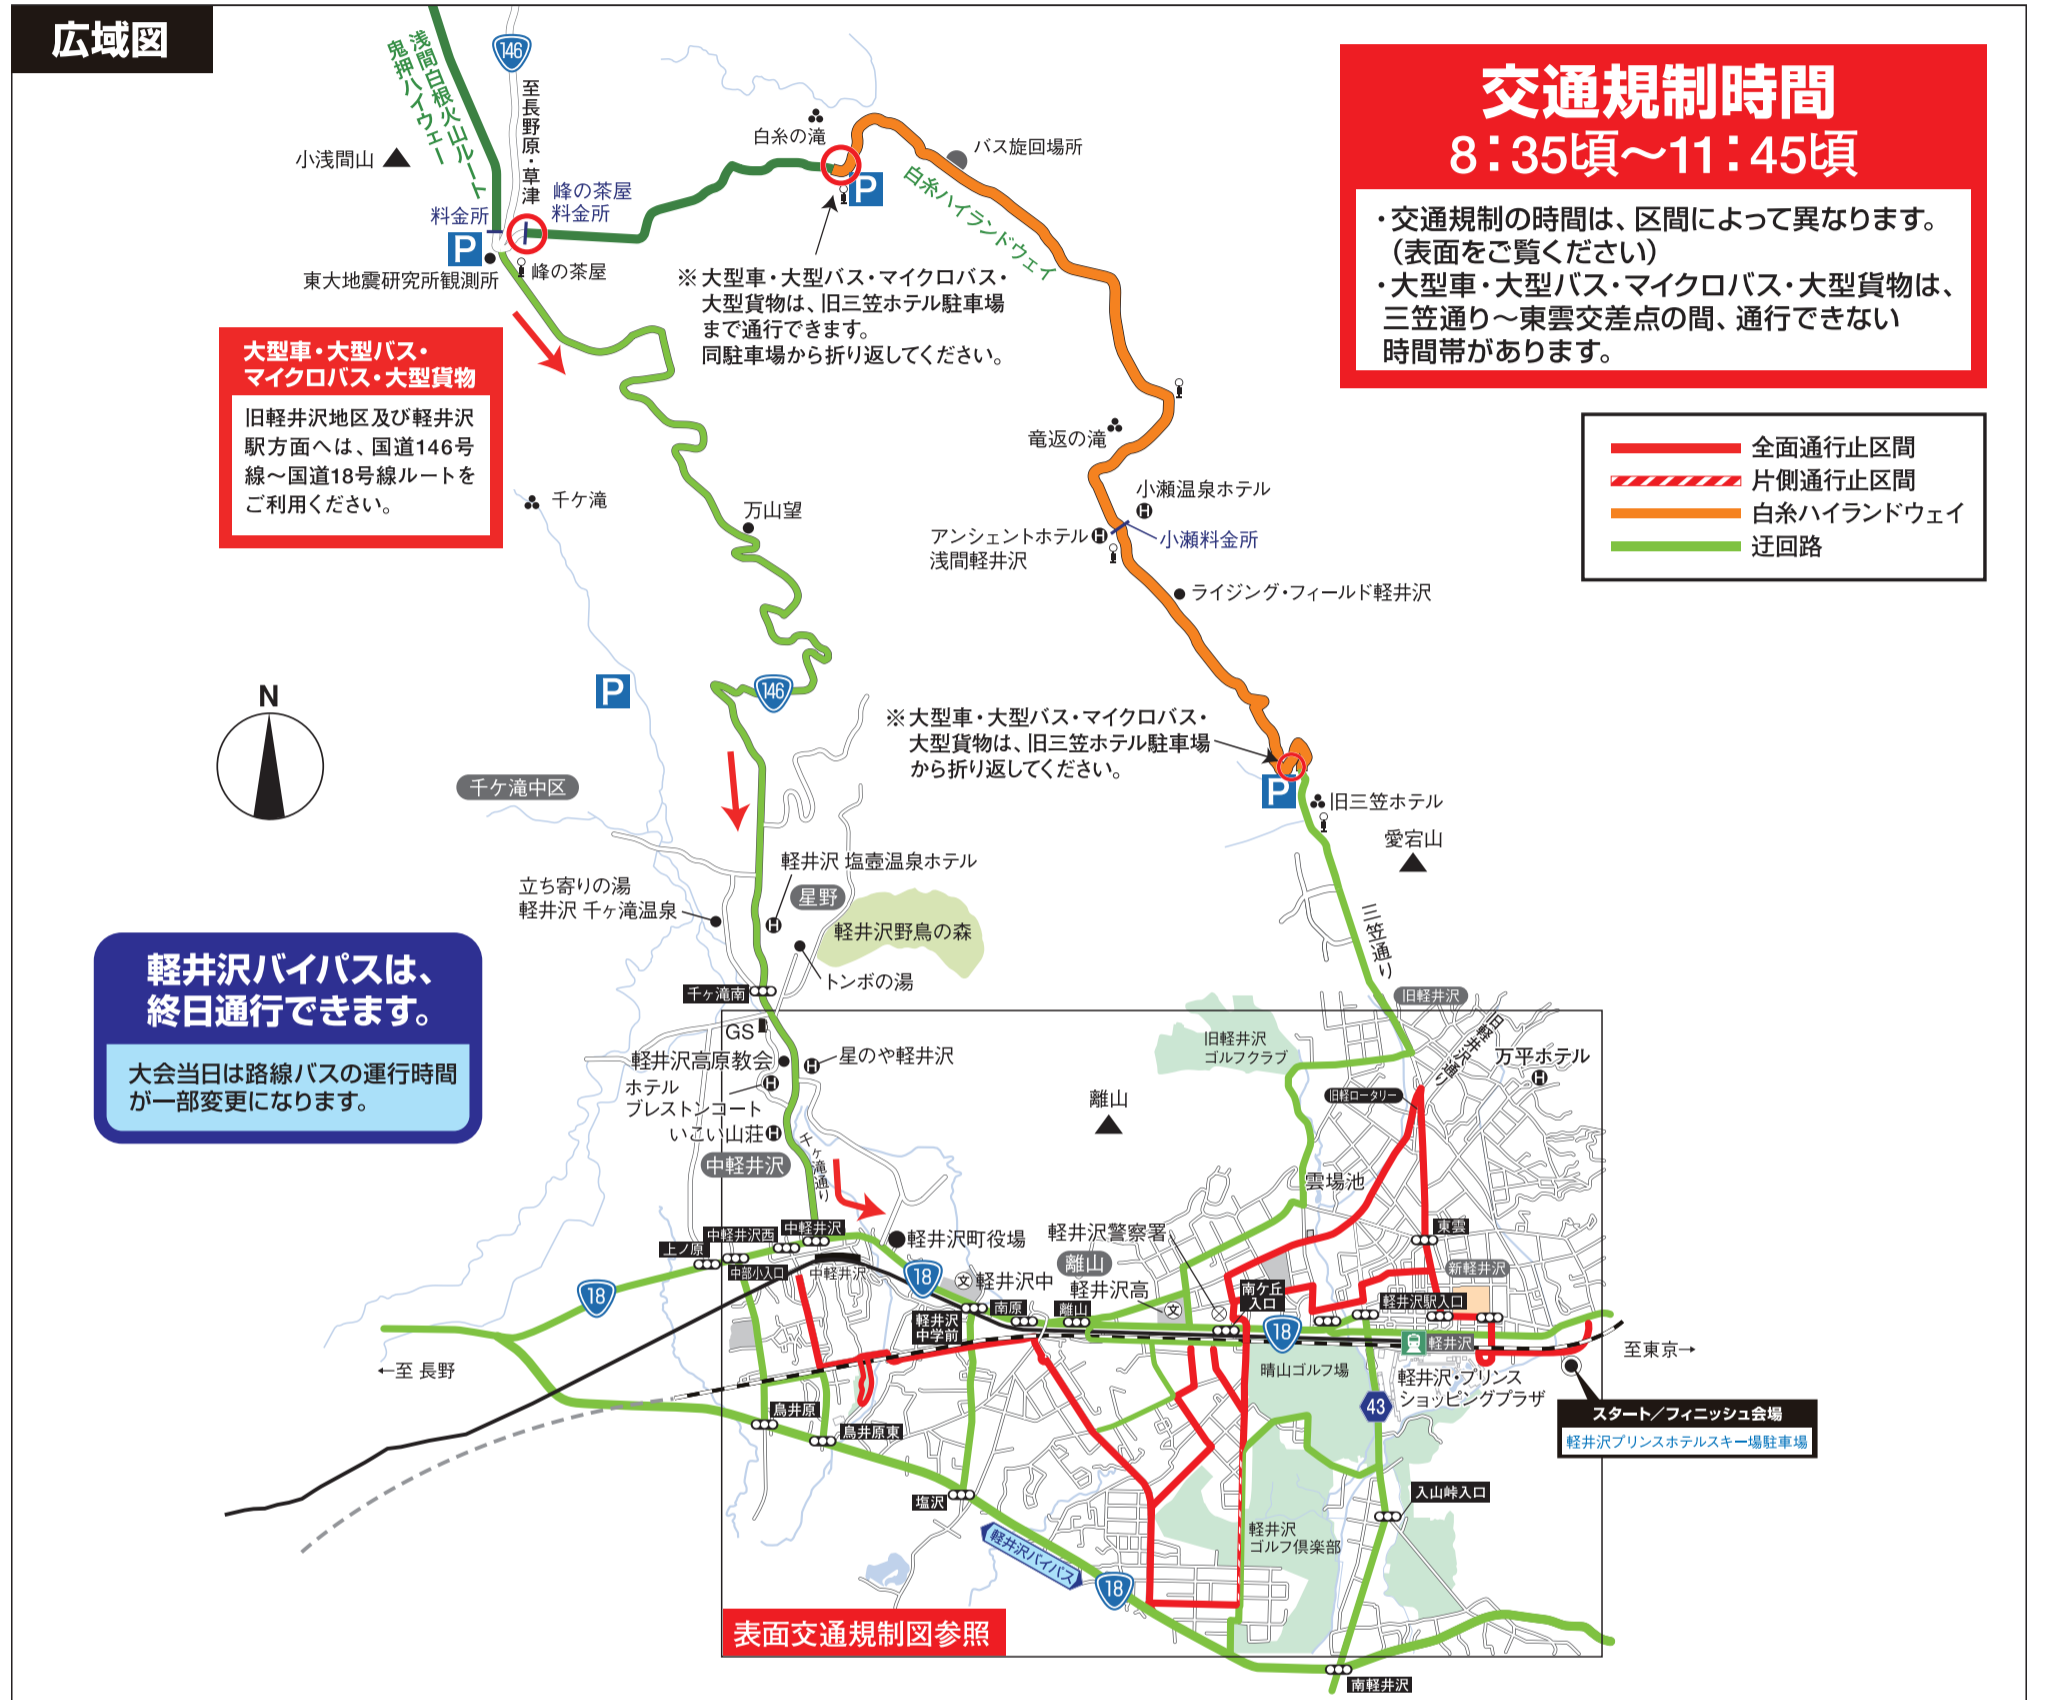 広域図
浅間白根火山ルート
鬼押ハイウェー
146
至長野原・草津
小浅間山
料金所
峰の茶屋
料金所
P
東大地震研究所観測所
峰の茶屋
白糸の滝
P
バス旋回場所
白糸ハイランドウェイ
※大型車・大型バス・マイクロバス・
大型貨物は、旧三笠ホテル駐車場
まで通行できます。
同駐車場から折り返してください。
交通規制時間
8：35頃〜11：45頃
・交通規制の時間は、区間によって異なります。
（表面をご覧ください）
・大型車・大型バス・マイクロバス・大型貨物は、
三笠通り〜東雲交差点の間、通行できない
時間帯があります。
全面通行止区間
片側通行止区間
白糸ハイランドウェイ
迂回路
大型車・大型バス・
マイクロバス・大型貨物
旧軽井沢地区及び軽井沢
駅方面へは、国道146号
線〜国道18号線ルートを
ご利用ください。
千ケ滝
万山望
竜返の滝
小瀬温泉ホテル
H
アンシェントホテル
浅間軽井沢
H
小瀬料金所
ライジング・フィールド軽井沢
N
P
146
※大型車・大型バス・マイクロバス・
大型貨物は、旧三笠ホテル駐車場
から折り返してください。
P
旧三笠ホテル
愛宕山
三笠通り
千ケ滝中区
軽井沢 塩壺温泉ホテル
H
立ち寄りの湯
軽井沢 千ヶ滝温泉
星野
軽井沢野鳥の森
トンボの湯
千ヶ滝南
軽井沢バイパスは、
終日通行できます。
大会当日は路線バスの運行時間
が一部変更になります。
GS
軽井沢高原教会
星のや軽井沢
H
ホテル
ブレストンコート
H
いこい山荘
H
中軽井沢
千ヶ滝通り
旧軽井沢
旧軽井沢通り
旧軽井沢
ゴルフクラブ
万平ホテル
H
旧軽ロータリー
離山
雲場池
東雲
新軽井沢
軽井沢駅入口
中軽井沢西
中軽井沢
上ノ原
中部小入口
中軽井沢
軽井沢町役場
18
18
文
軽井沢中
軽井沢
中学前
南原
離山
離山
軽井沢警察署
軽井沢高
文
南ケ丘
入口
18
軽井沢
晴山ゴルフ場
軽井沢・プリンス
ショッピングプラザ
43
至東京→
←至 長野
スタート／フィニッシュ会場
軽井沢プリンスホテルスキー場駐車場
鳥井原
鳥井原東
塩沢
軽井沢バイパス
18
入山峠入口
軽井沢
ゴルフ倶楽部
表面交通規制図参照
南軽井沢